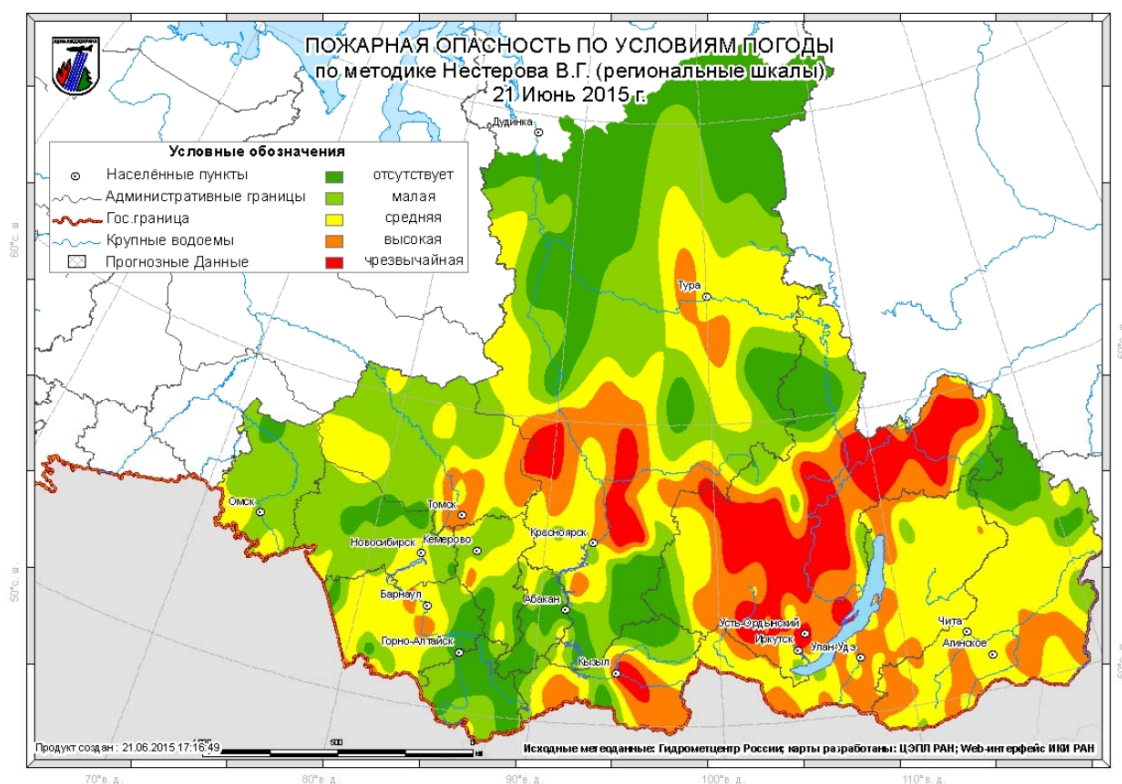 ПОЖАРНАЯ ОПАСНОСТЬ ПО УСЛОВИЯМ ПОГОДЫ
по методике Нестерова В.Г. (региональные шкалы)
21 Июнь 2015 г.
Дудинка
Условные обозначения
Населённые пункты
отсутствует
Административные границы
малая
Гос.граница
средняя
Крупные водоемы
высокая
Прогнозные Данные
чрезвычайная
60°с. ш.
Тура
60°с. ш.
Омск
Томск
Новосибирск
Кемерово
Красноярск
50°с. ш.
Барнаул
Абакан
Усть-Ордынский
Чита
Горно-Алтайск
Иркутск
Улан-Удэ
Агинское
Кызыл
50°с. ш.
Продукт создан : 21.06.2015 17:16:49
Исходные метеоданные: Гидрометцентр России; карты разработаны: ЦЭПЛ РАН; Web-интерфейс ИКИ РАН
70°в. д.
80°в. д.
90°в. д.
100°в. д.
110°в. д.